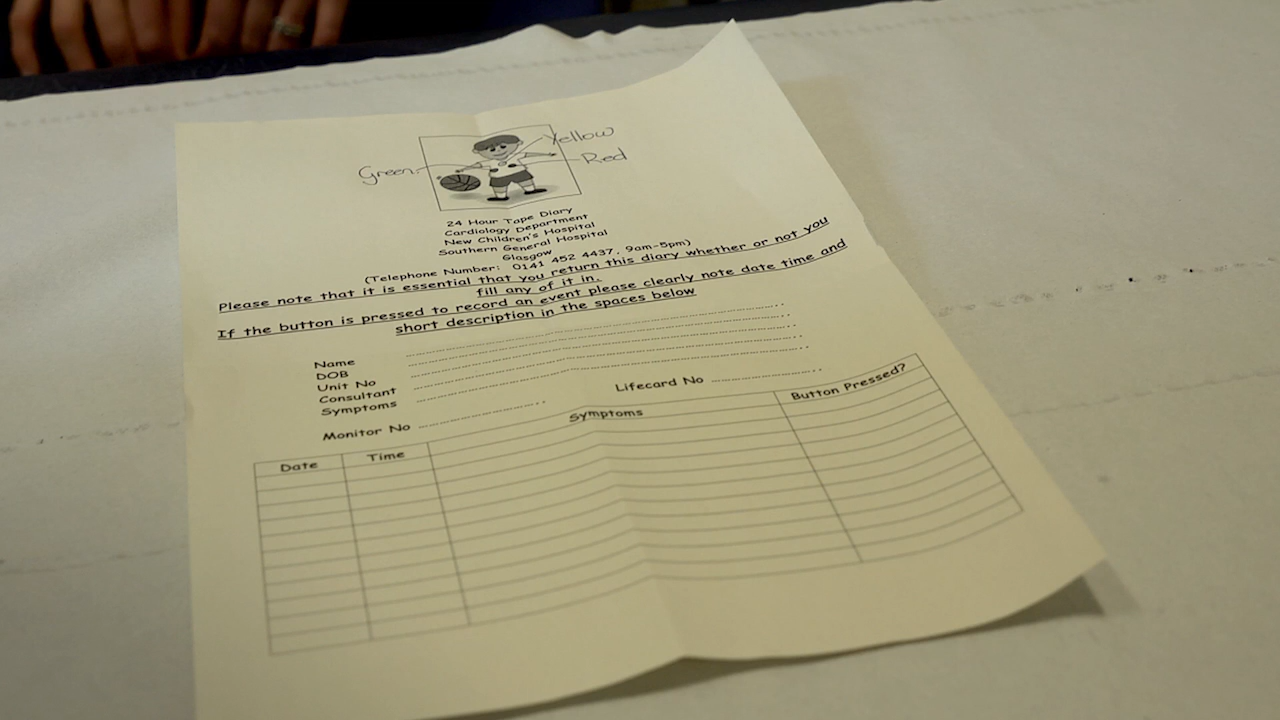 Yellow
Green
Red
24 Hour Tape Diary
Cardiology Department
New Children's Hospital
Southern General Hospital
Glasgow
(Telephone Number: 0141 452 4437, 9am-5pm)
Please note that it is essential that you return this diary whether or not you
fill any of it in.
If the button is pressed to record an event please clearly note date time and
short description in the spaces below
Name
DOB
Unit No
Consultant
Symptoms
Monitor No Lifecard No
Date Time Symptoms Button Pressed?